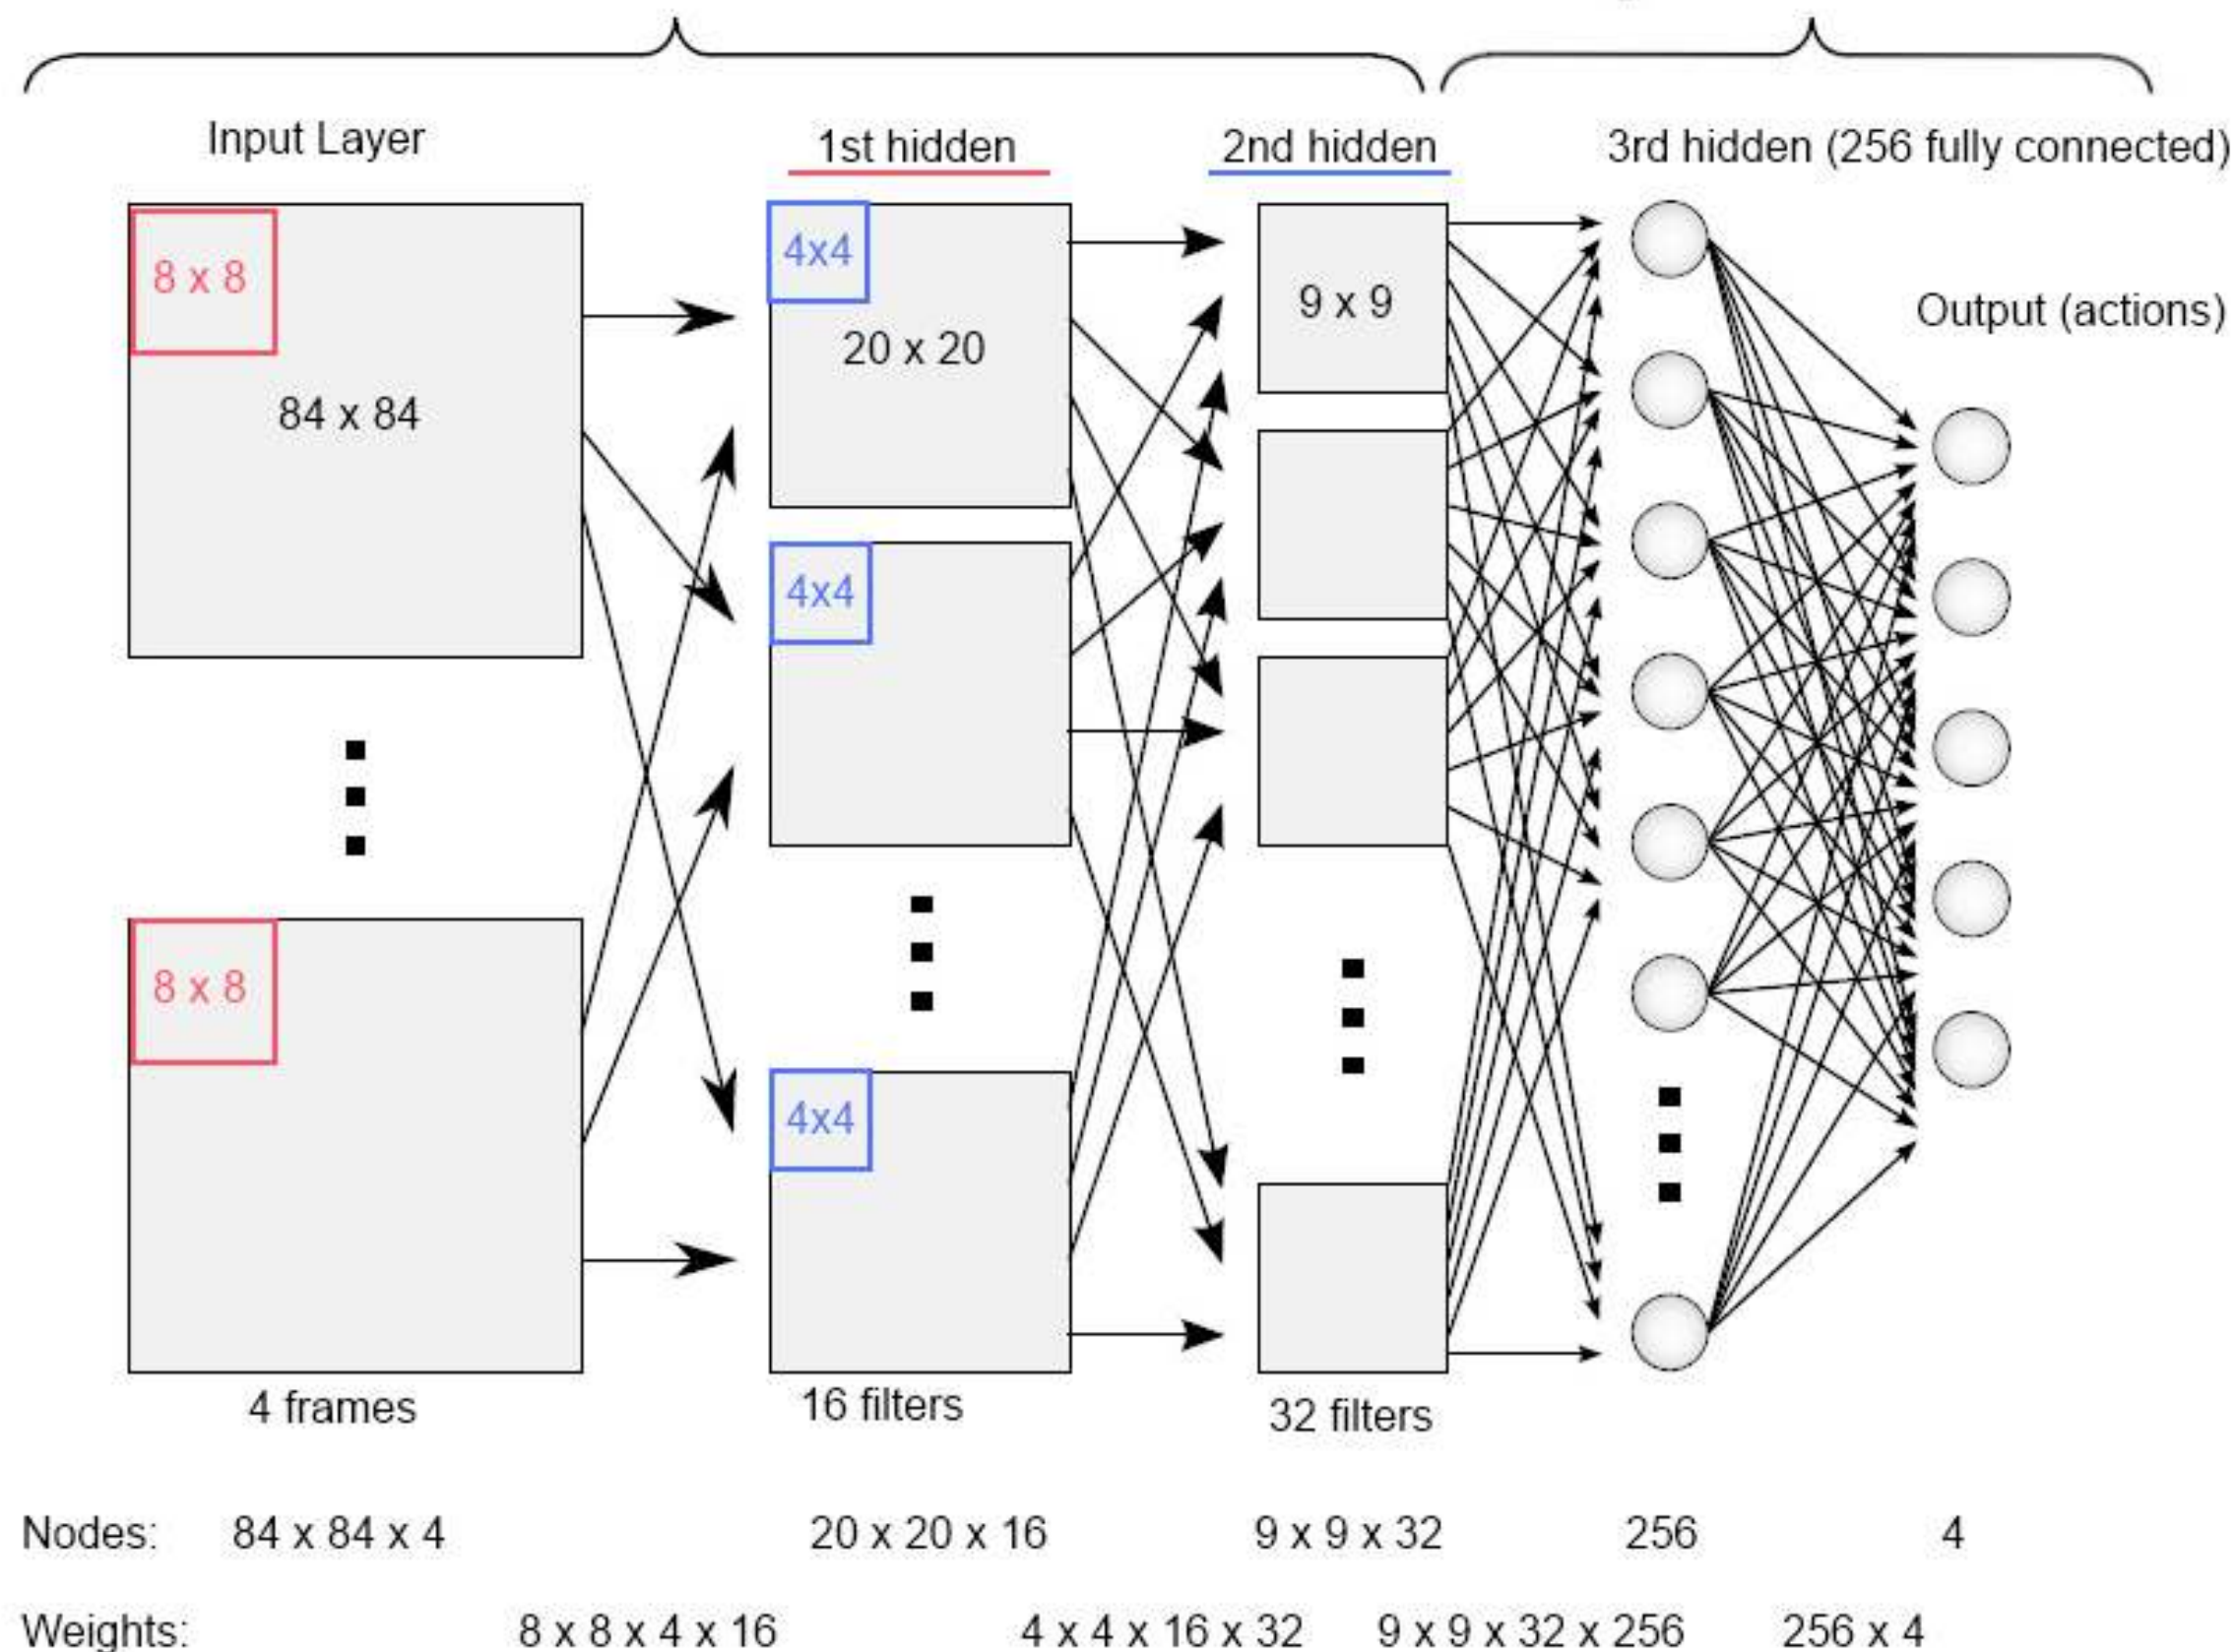 Input Layer
1st hidden
2nd hidden
3rd hidden (256 fully connected)
8 x 8
4x4
84 x 84
20 x 20
9 x 9
Output (actions)
4x4
8 x 8
4x4
4 frames
16 filters
32 filters
Nodes: 84 x 84 x 4 20 x 20 x 16 9 x 9 x 32 256 4
Weights: 8 x 8 x 4 x 16 4 x 4 x 16 x 32 9 x 9 x 32 x 256 256 x 4